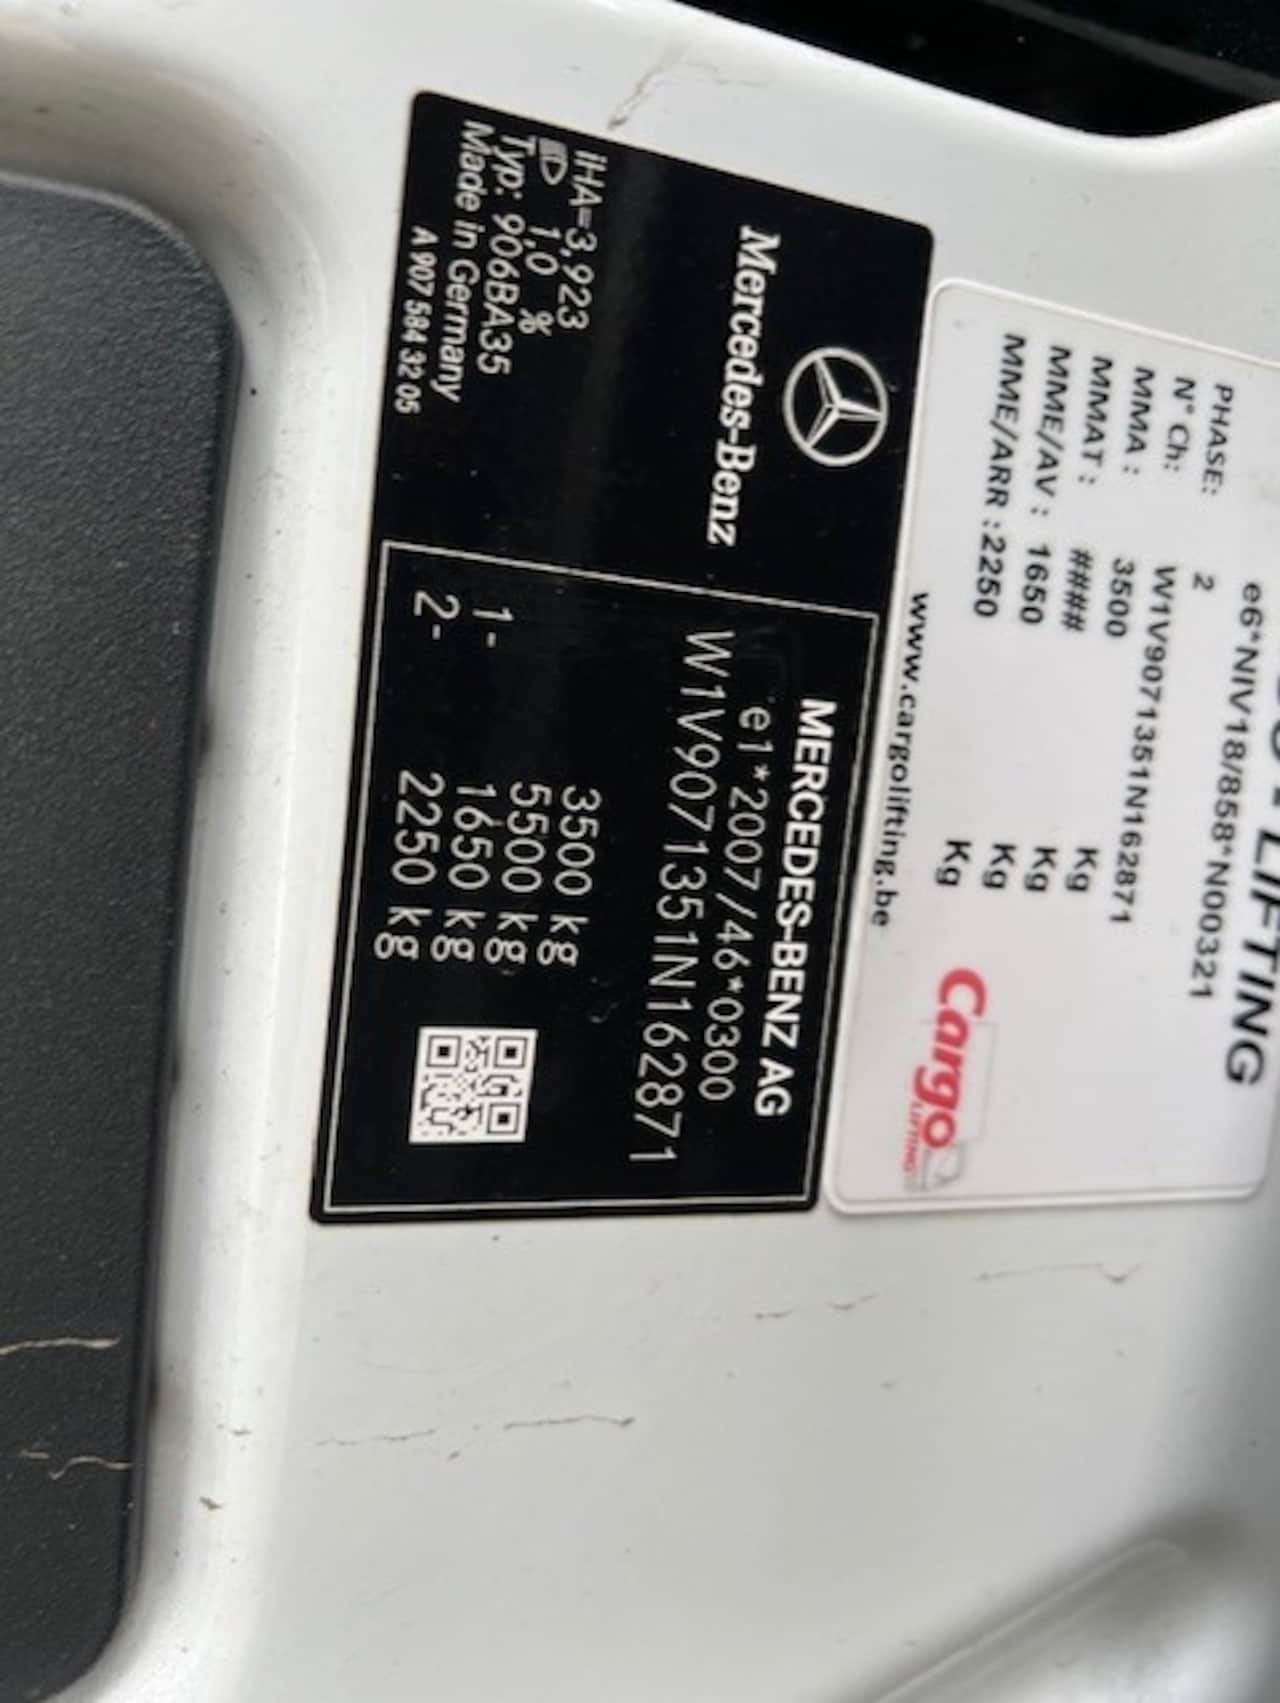 LIFTING
e6*NIV18/858*N00321
PHASE: 2
N° Ch: W1V9071351N162871
MMA : 3500 Kg
MMAT : #### Kg
MME/AV : 1650 Kg
MME/ARR : 2250 Kg
www.cargolifting.be
Cargo
LIFTING
Mercedes-Benz
iHA=3,923
1,0 %
Typ: 906BA35
Made in Germany
A 907 584 32 05
MERCEDES-BENZ AG
e1*2007/46*0300
W1V9071351N162871
3500 kg
5500 kg
1- 1650 kg
2- 2250 kg